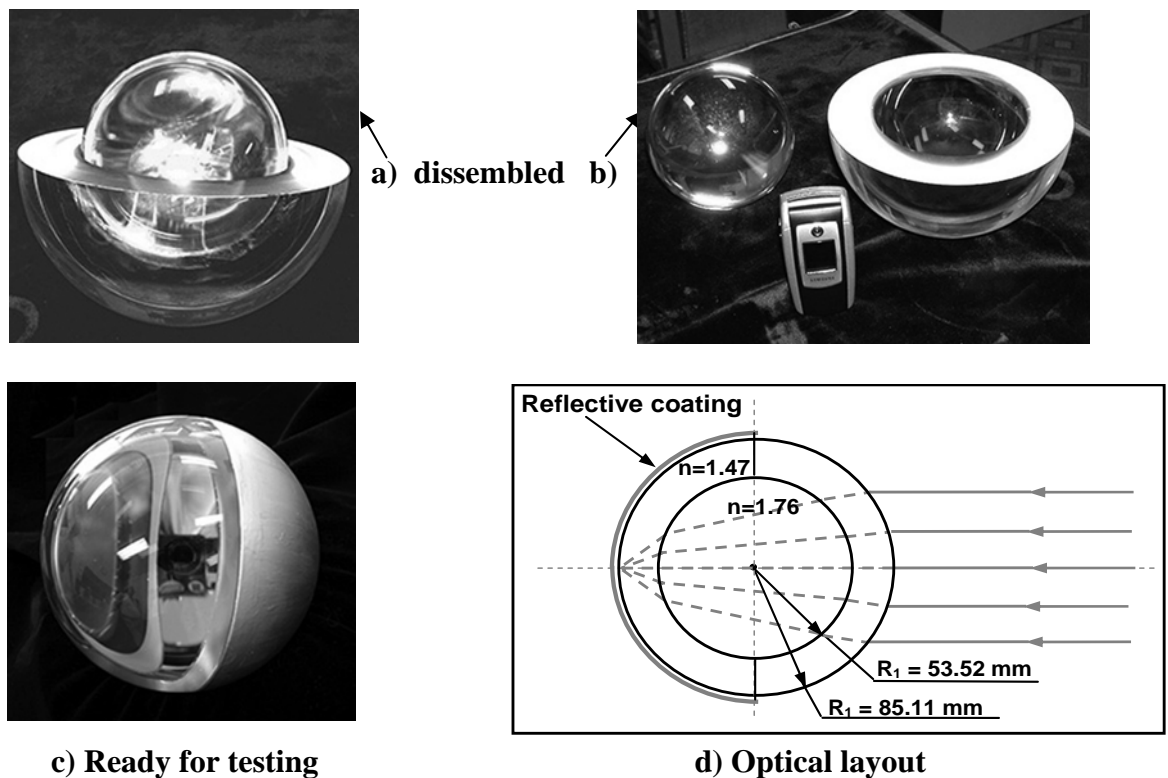 a) dissembled b)
Reflective coating
n=1.47
n=1.76
R₁ = 53.52 mm
R₁ = 85.11 mm
c) Ready for testing
d) Optical layout